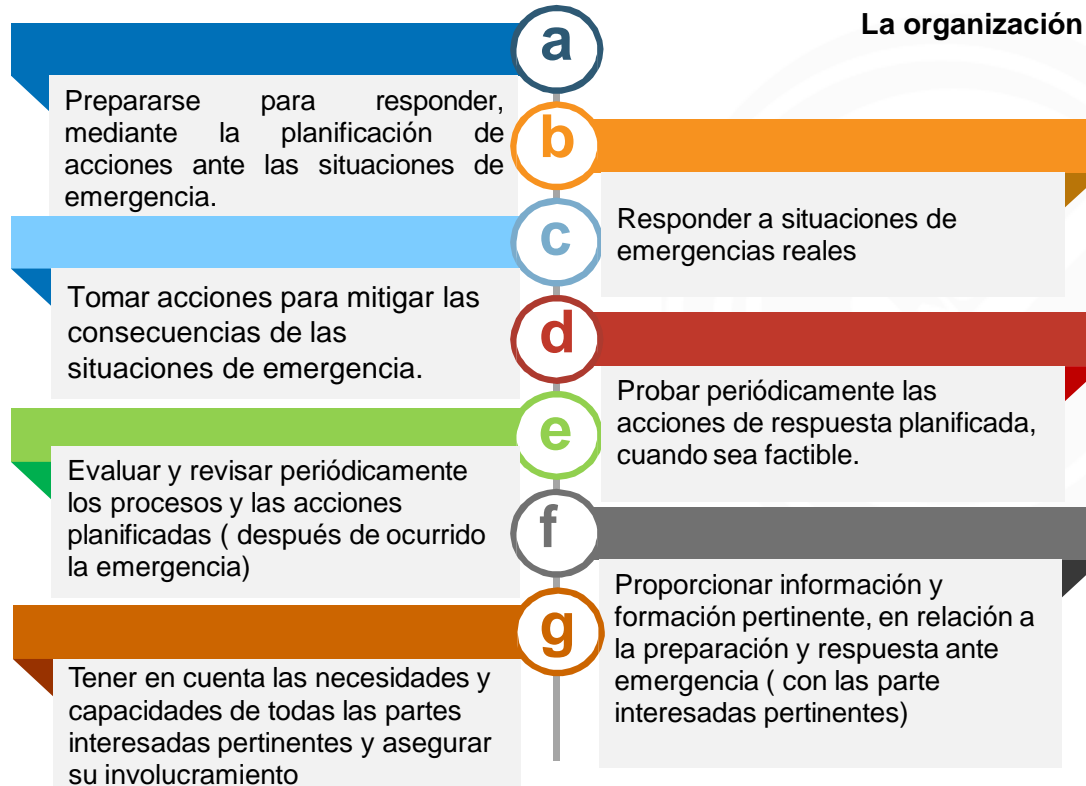 La organización
a
Prepararse para responder,
mediante la planificación de
acciones ante las situaciones de
emergencia.
b
Responder a situaciones de
emergencias reales
c
Tomar acciones para mitigar las
consecuencias de las
situaciones de emergencia.
d
Probar periódicamente las
acciones de respuesta planificada,
cuando sea factible.
e
Evaluar y revisar periódicamente
los procesos y las acciones
planificadas ( después de ocurrido
la emergencia)
f
Proporcionar información y
formación pertinente, en relación a
la preparación y respuesta ante
emergencia ( con las parte
interesadas pertinentes)
g
Tener en cuenta las necesidades y
capacidades de todas las partes
interesadas pertinentes y asegurar
su involucramiento